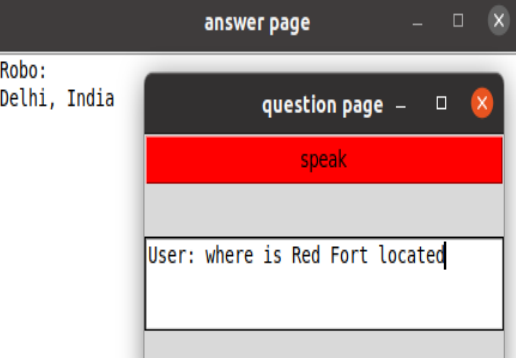 answer page
Robo:
Delhi, India
question page
speak
User: where is Red Fort located